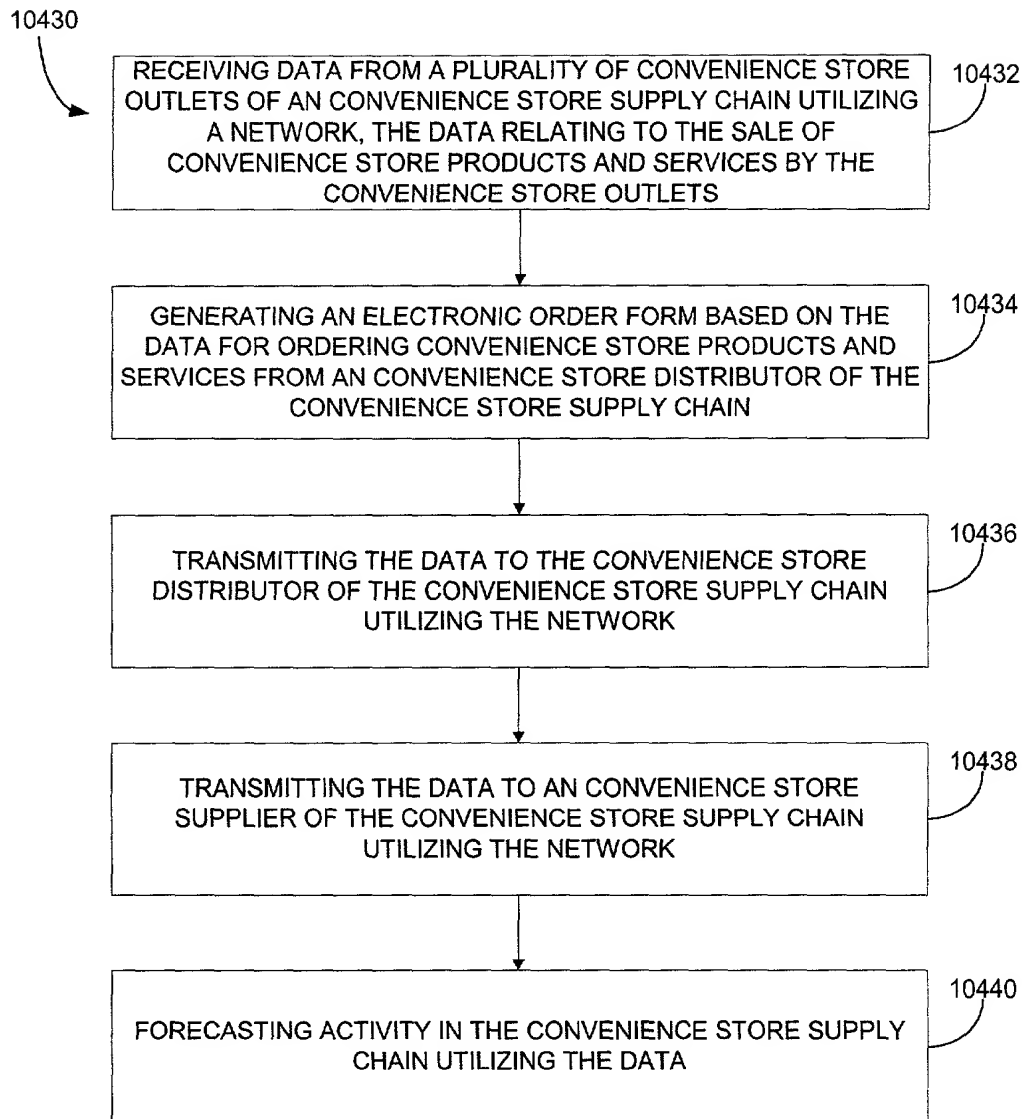 10430
RECEIVING DATA FROM A PLURALITY OF CONVENIENCE STORE
OUTLETS OF AN CONVENIENCE STORE SUPPLY CHAIN UTILIZING
A NETWORK, THE DATA RELATING TO THE SALE OF
CONVENIENCE STORE PRODUCTS AND SERVICES BY THE
CONVENIENCE STORE OUTLETS
10432
GENERATING AN ELECTRONIC ORDER FORM BASED ON THE
DATA FOR ORDERING CONVENIENCE STORE PRODUCTS AND
SERVICES FROM AN CONVENIENCE STORE DISTRIBUTOR OF THE
CONVENIENCE STORE SUPPLY CHAIN
10434
TRANSMITTING THE DATA TO THE CONVENIENCE STORE
DISTRIBUTOR OF THE CONVENIENCE STORE SUPPLY CHAIN
UTILIZING THE NETWORK
10436
TRANSMITTING THE DATA TO AN CONVENIENCE STORE
SUPPLIER OF THE CONVENIENCE STORE SUPPLY CHAIN
UTILIZING THE NETWORK
10438
FORECASTING ACTIVITY IN THE CONVENIENCE STORE SUPPLY
CHAIN UTILIZING THE DATA
10440